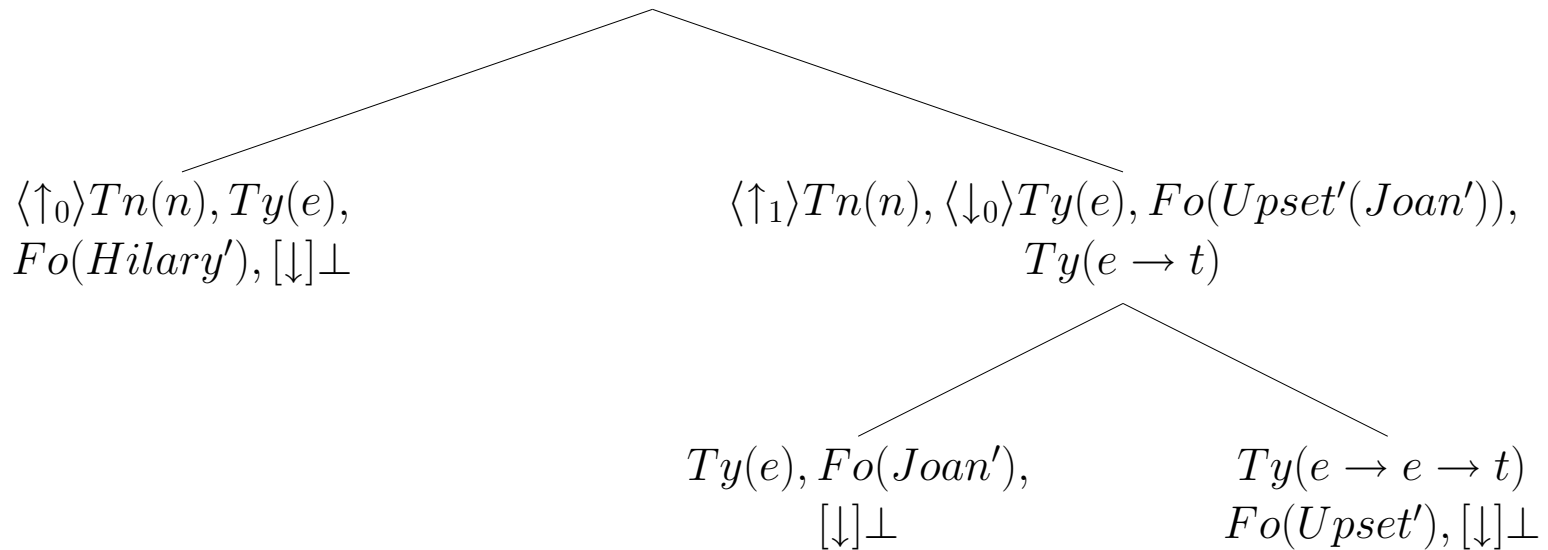 ⟨↑₀⟩Tn(n), Ty(e),
Fo(Hilary′), [↓]⊥
⟨↑₁⟩Tn(n), ⟨↓₀⟩Ty(e), Fo(Upset′(Joan′)),
Ty(e → t)
Ty(e), Fo(Joan′),
[↓]⊥
Ty(e → e → t)
Fo(Upset′), [↓]⊥